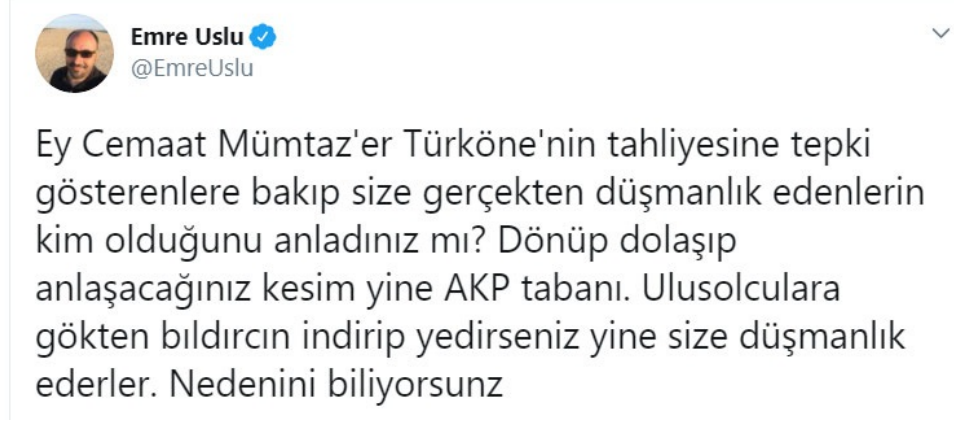 Emre Uslu
@EmreUslu
Ey Cemaat Mümtaz'er Türköne'nin tahliyesine tepki
gösterenlere bakıp size gerçekten düşmanlık edenlerin
kim olduğunu anladınız mı? Dönüp dolaşıp
anlaşacağınız kesim yine AKP tabanı. Ulusolculara
gökten bıldırcın indirip yedirseniz yine size düşmanlık
ederler. Nedenini biliyorsunz